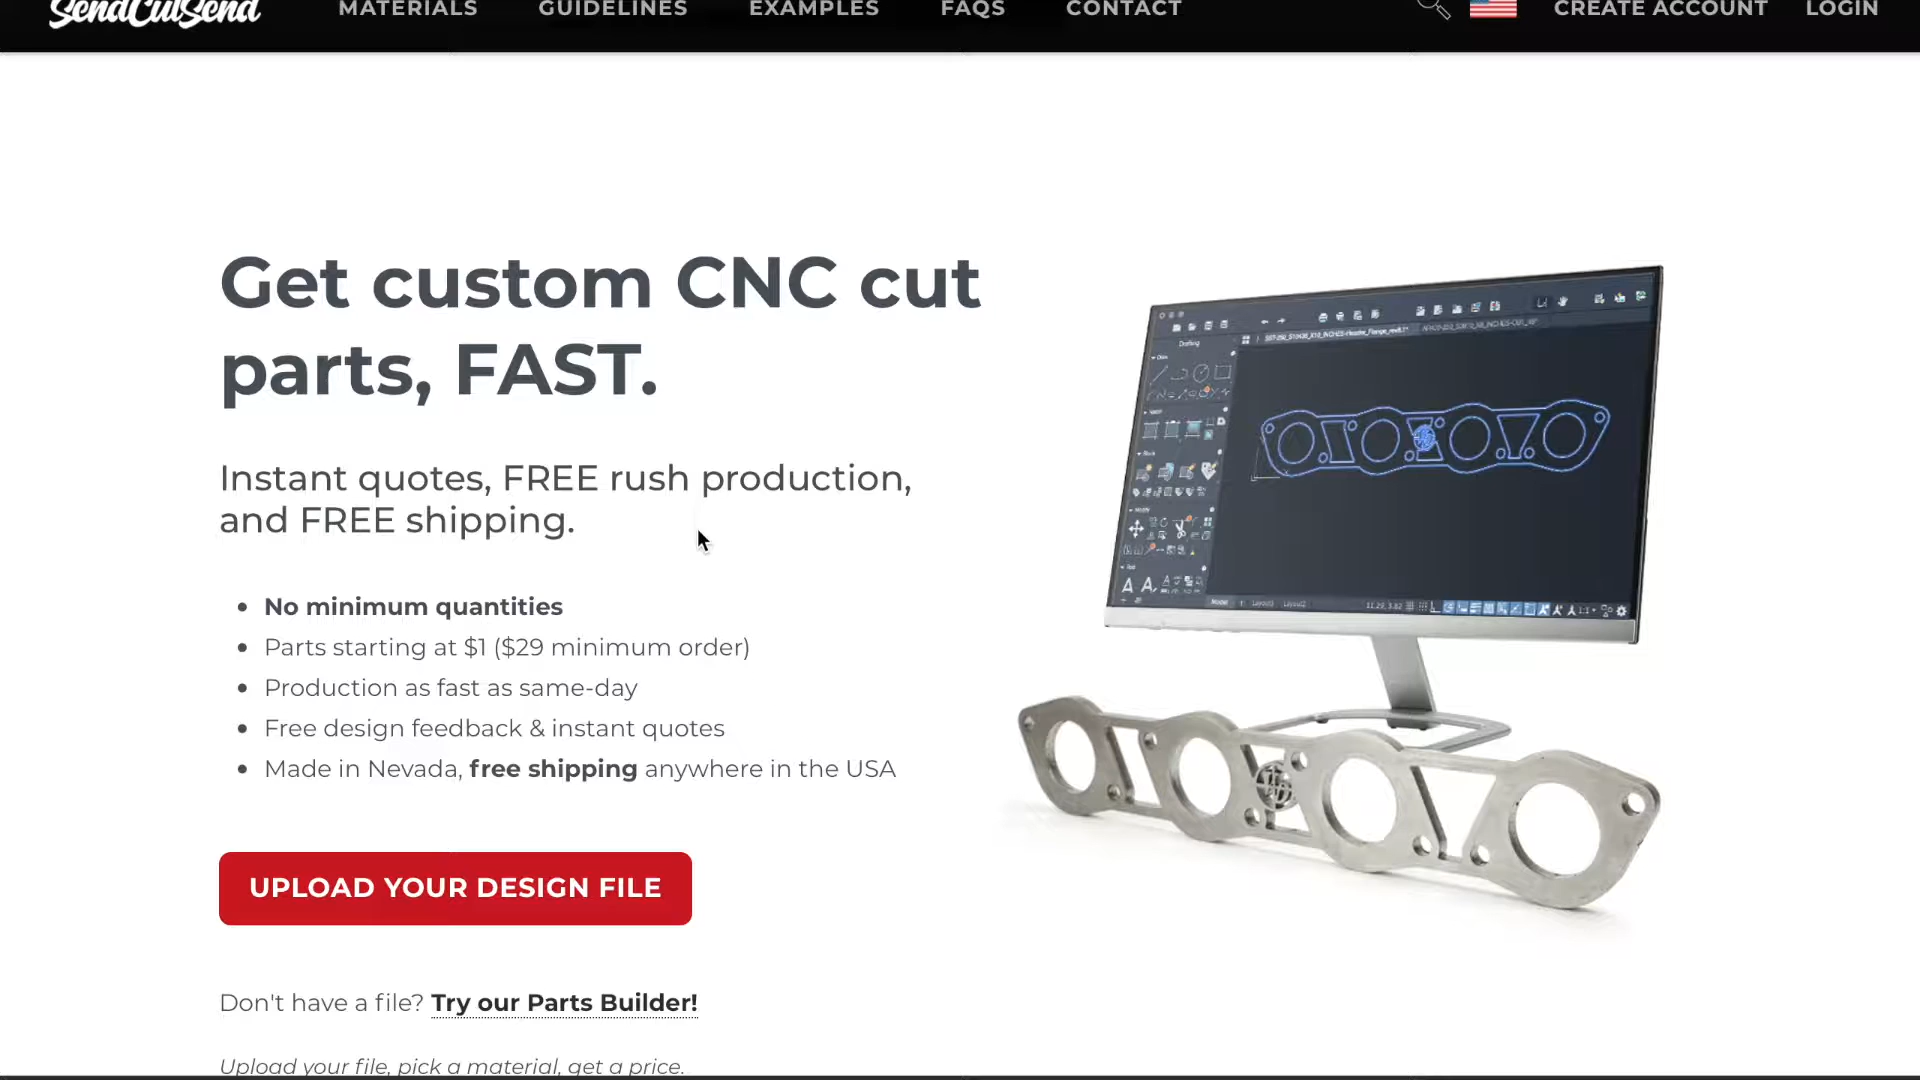 SendCutSend
MATERIALS GUIDELINES EXAMPLES FAQS CONTACT CREATE ACCOUNT LOGIN
Get custom CNC cut
parts, FAST.
Instant quotes, FREE rush production,
and FREE shipping.
• No minimum quantities
• Parts starting at $1 ($29 minimum order)
• Production as fast as same-day
• Free design feedback & instant quotes
• Made in Nevada, free shipping anywhere in the USA
UPLOAD YOUR DESIGN FILE
Don't have a file? Try our Parts Builder!
Upload your file, pick a material, get a price.
Drafting